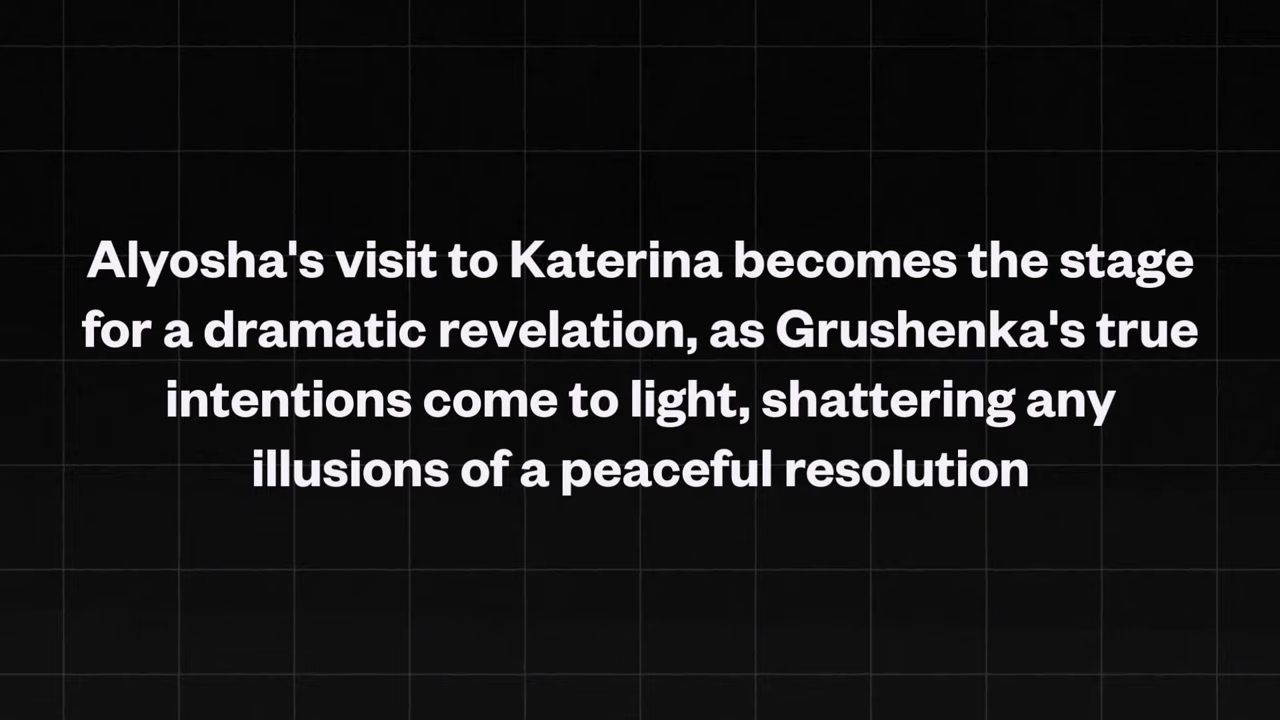 Alyosha's visit to Katerina becomes the stage
for a dramatic revelation, as Grushenka's true
intentions come to light, shattering any
illusions of a peaceful resolution